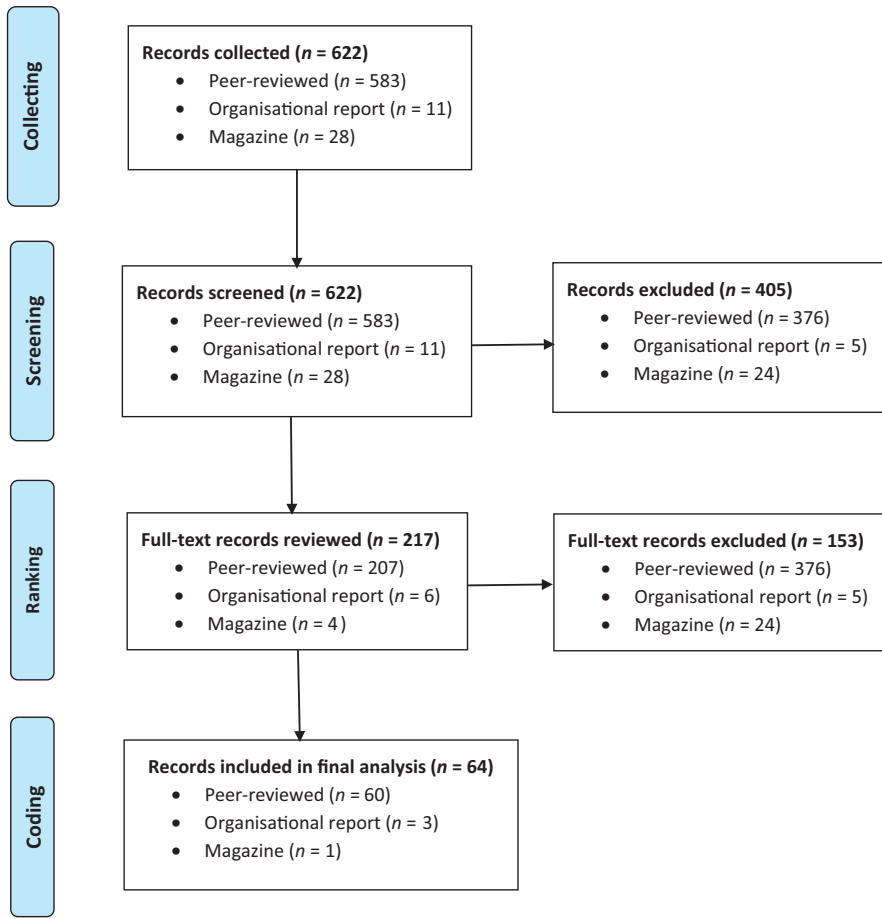 Collecting
Records collected (n = 622)
• Peer-reviewed (n = 583)
• Organisational report (n = 11)
• Magazine (n = 28)
Screening
Records screened (n = 622)
• Peer-reviewed (n = 583)
• Organisational report (n = 11)
• Magazine (n = 28)
Records excluded (n = 405)
• Peer-reviewed (n = 376)
• Organisational report (n = 5)
• Magazine (n = 24)
Ranking
Full-text records reviewed (n = 217)
• Peer-reviewed (n = 207)
• Organisational report (n = 6)
• Magazine (n = 4)
Full-text records excluded (n = 153)
• Peer-reviewed (n = 376)
• Organisational report (n = 5)
• Magazine (n = 24)
Coding
Records included in final analysis (n = 64)
• Peer-reviewed (n = 60)
• Organisational report (n = 3)
• Magazine (n = 1)